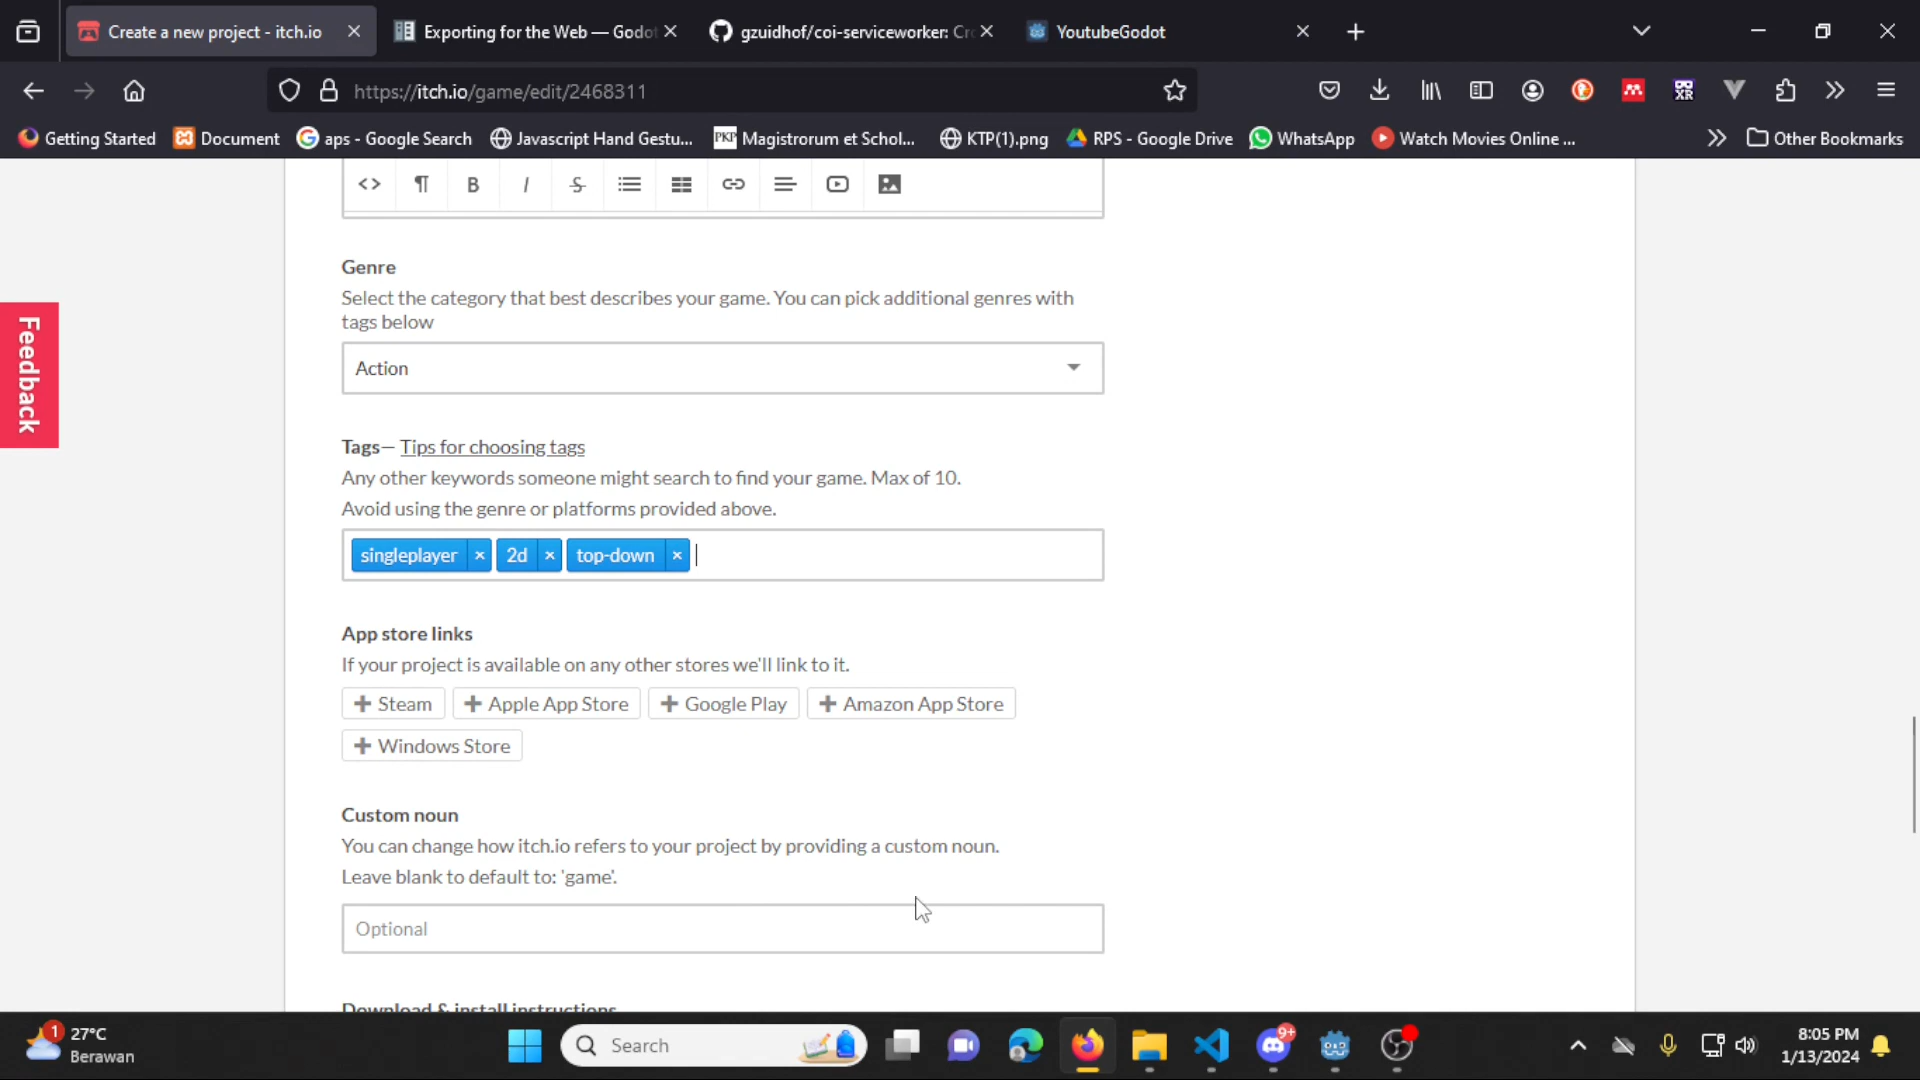 Create a new project - itch.io
Exporting for the Web — Godot
gzuidhof/coi-serviceworker: Cr
YoutubeGodot
https://itch.io/game/edit/2468311
Getting Started
Document
aps - Google Search
Javascript Hand Gestu...
Magistrorum et Schol...
KTP(1).png
RPS - Google Drive
WhatsApp
Watch Movies Online ...
Other Bookmarks
Feedback
Genre
Select the category that best describes your game. You can pick additional genres with
tags below
Action
Tags— Tips for choosing tags
Any other keywords someone might search to find your game. Max of 10.
Avoid using the genre or platforms provided above.
singleplayer × 2d × top-down ×
App store links
If your project is available on any other stores we'll link to it.
+ Steam + Apple App Store + Google Play + Amazon App Store
+ Windows Store
Custom noun
You can change how itch.io refers to your project by providing a custom noun.
Leave blank to default to: 'game'.
Optional
Download & install instructions
1
27°C
Berawan
Search
9+
8:05 PM
1/13/2024